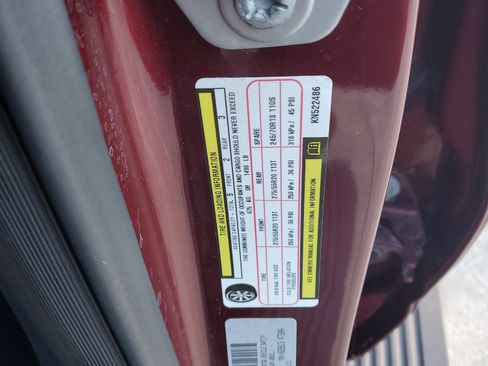 TIRE AND LOADING INFORMATION
SEATING CAPACITY - TOTAL 5 FRONT 2 REAR 3
THE COMBINED WEIGHT OF OCCUPANTS AND CARGO SHOULD NEVER EXCEED
675 KG OR 1490 LB
TIRE FRONT REAR SPARE
ORIGINAL TIRE SIZE 275/55R20 113T 275/55R20 113T 245/70R18 110S
COLD TIRE INFLATION PRESSURE 250 kPa / 36 PSI 250 kPa / 36 PSI 310 kPa / 45 PSI
SEE OWNERS MANUAL FOR ADDITIONAL INFORMATION
KN522486